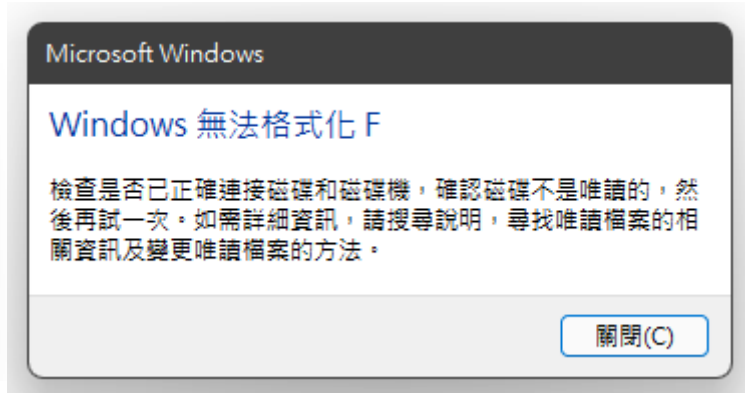 Microsoft Windows
Windows 無法格式化 F
檢查是否已正確連接磁碟和磁碟機，確認磁碟不是唯讀的，然
後再試一次。如需詳細資訊，請搜尋說明，尋找唯讀檔案的相
關資訊及變更唯讀檔案的方法。
關閉(C)